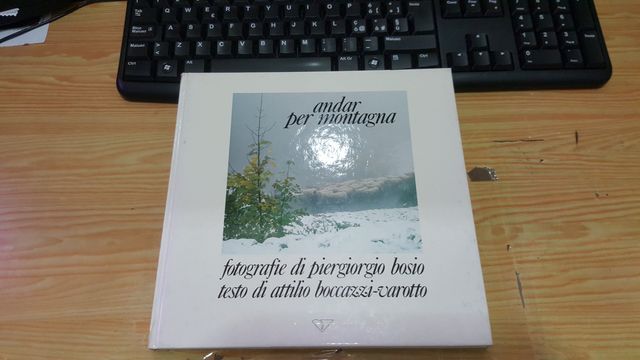 andar
per montagna
fotografie di piergiorgio bosio
testo di attilio boccazzi-varotto